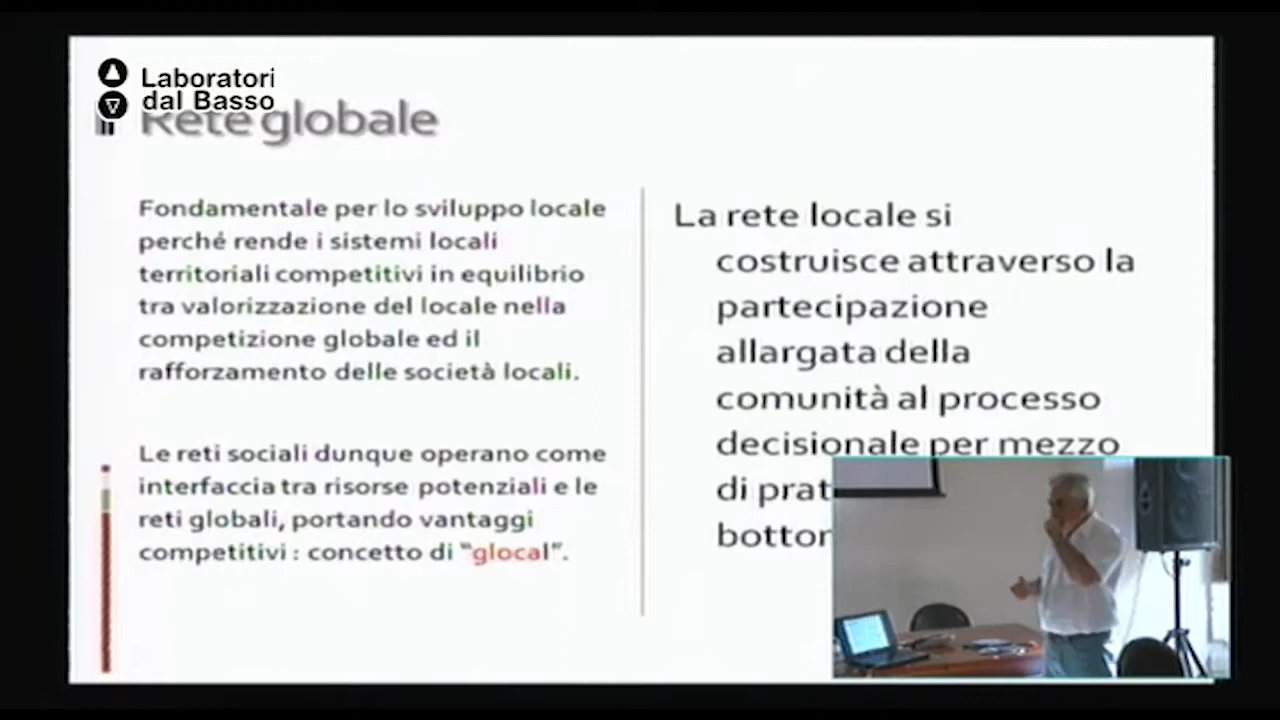 Laboratori
dal Basso
Rete globale
Fondamentale per lo sviluppo locale
perché rende i sistemi locali
territoriali competitivi in equilibrio
tra valorizzazione del locale nella
competizione globale ed il
rafforzamento delle società locali.
Le reti sociali dunque operano come
interfaccia tra risorse potenziali e le
reti globali, portando vantaggi
competitivi : concetto di “glocal”.
La rete locale si
costruisce attraverso la
partecipazione
allargata della
comunità al processo
decisionale per mezzo
di